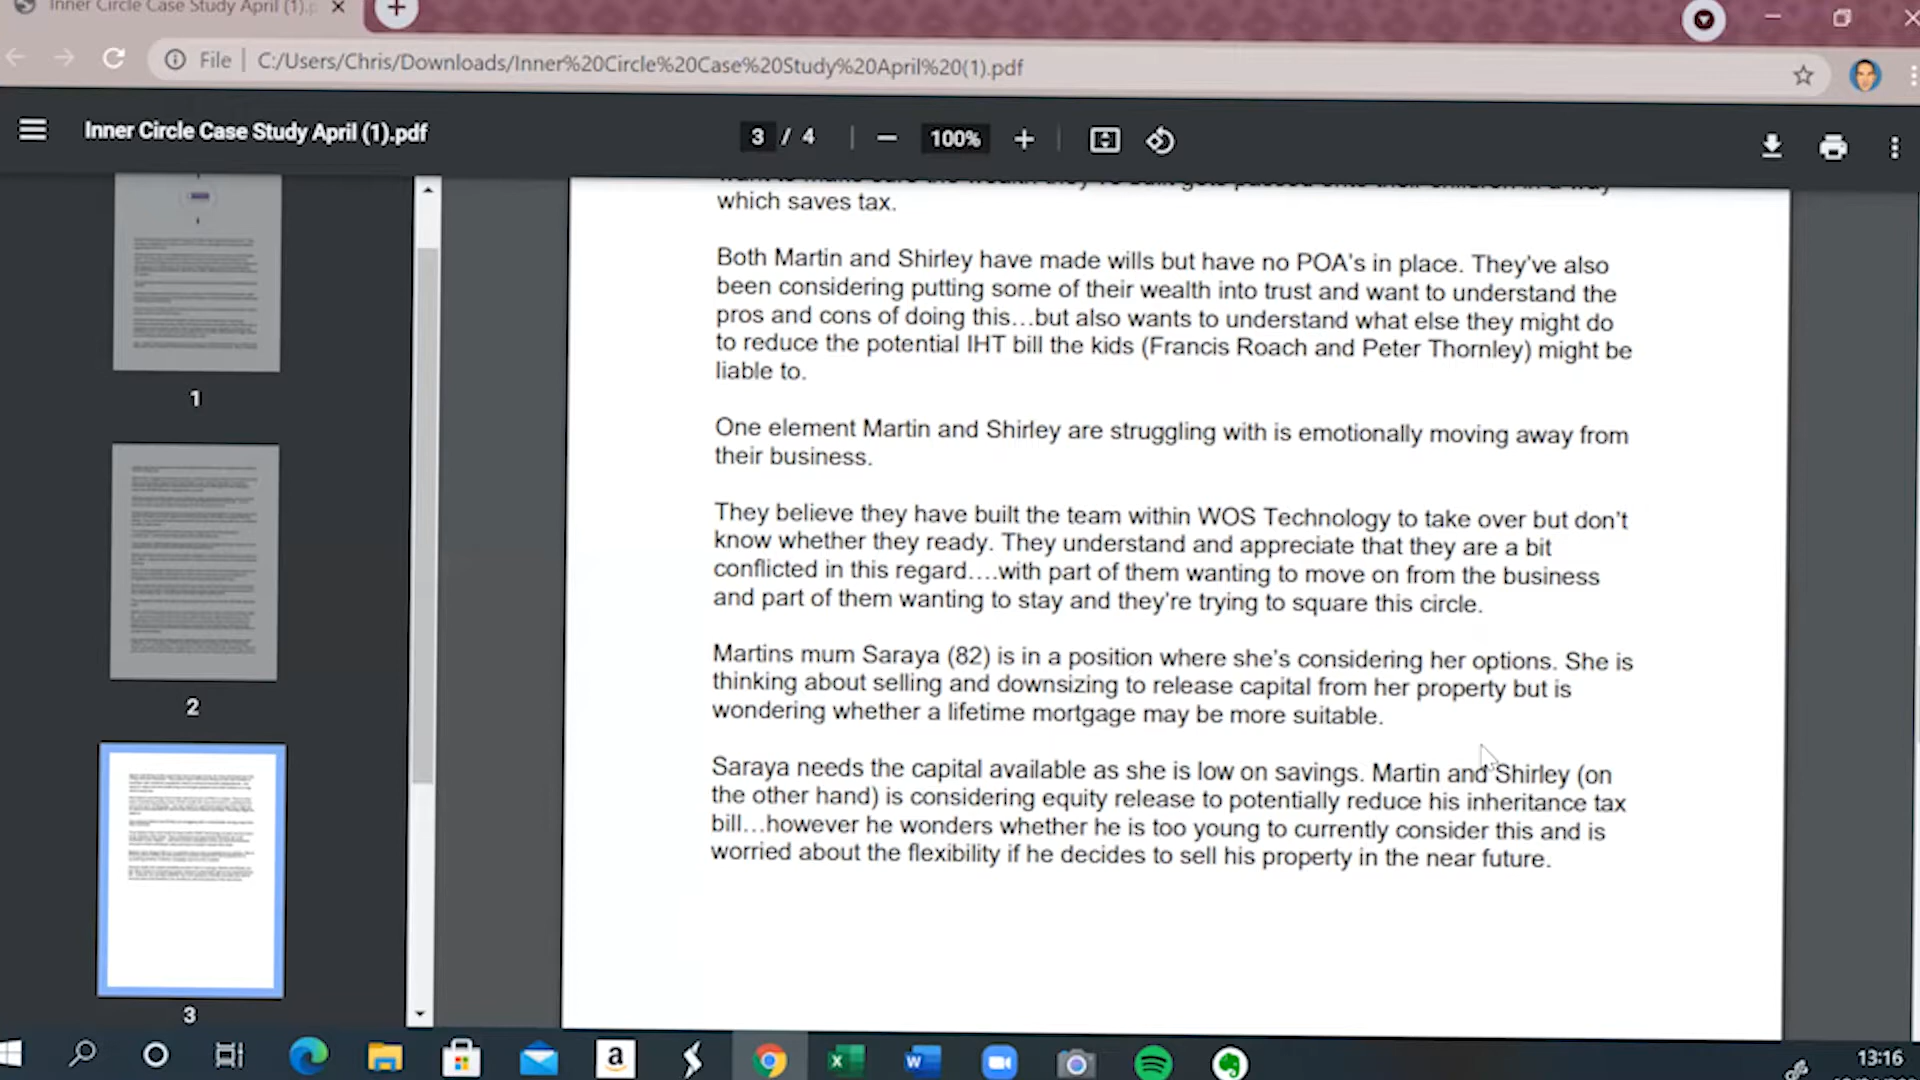 Inner Circle Case Study April (1).p
File | C:/Users/Chris/Downloads/Inner%20Circle%20Case%20Study%20April%20(1).pdf
Inner Circle Case Study April (1).pdf
3 / 4
100%
which saves tax.
Both Martin and Shirley have made wills but have no POA's in place. They've also
been considering putting some of their wealth into trust and want to understand the
pros and cons of doing this...but also wants to understand what else they might do
to reduce the potential IHT bill the kids (Francis Roach and Peter Thornley) might be
liable to.
One element Martin and Shirley are struggling with is emotionally moving away from
their business.
They believe they have built the team within WOS Technology to take over but don't
know whether they ready. They understand and appreciate that they are a bit
conflicted in this regard....with part of them wanting to move on from the business
and part of them wanting to stay and they're trying to square this circle.
Martins mum Saraya (82) is in a position where she's considering her options. She is
thinking about selling and downsizing to release capital from her property but is
wondering whether a lifetime mortgage may be more suitable.
Saraya needs the capital available as she is low on savings. Martin and Shirley (on
the other hand) is considering equity release to potentially reduce his inheritance tax
bill...however he wonders whether he is too young to currently consider this and is
worried about the flexibility if he decides to sell his property in the near future.
1
2
3
13:16